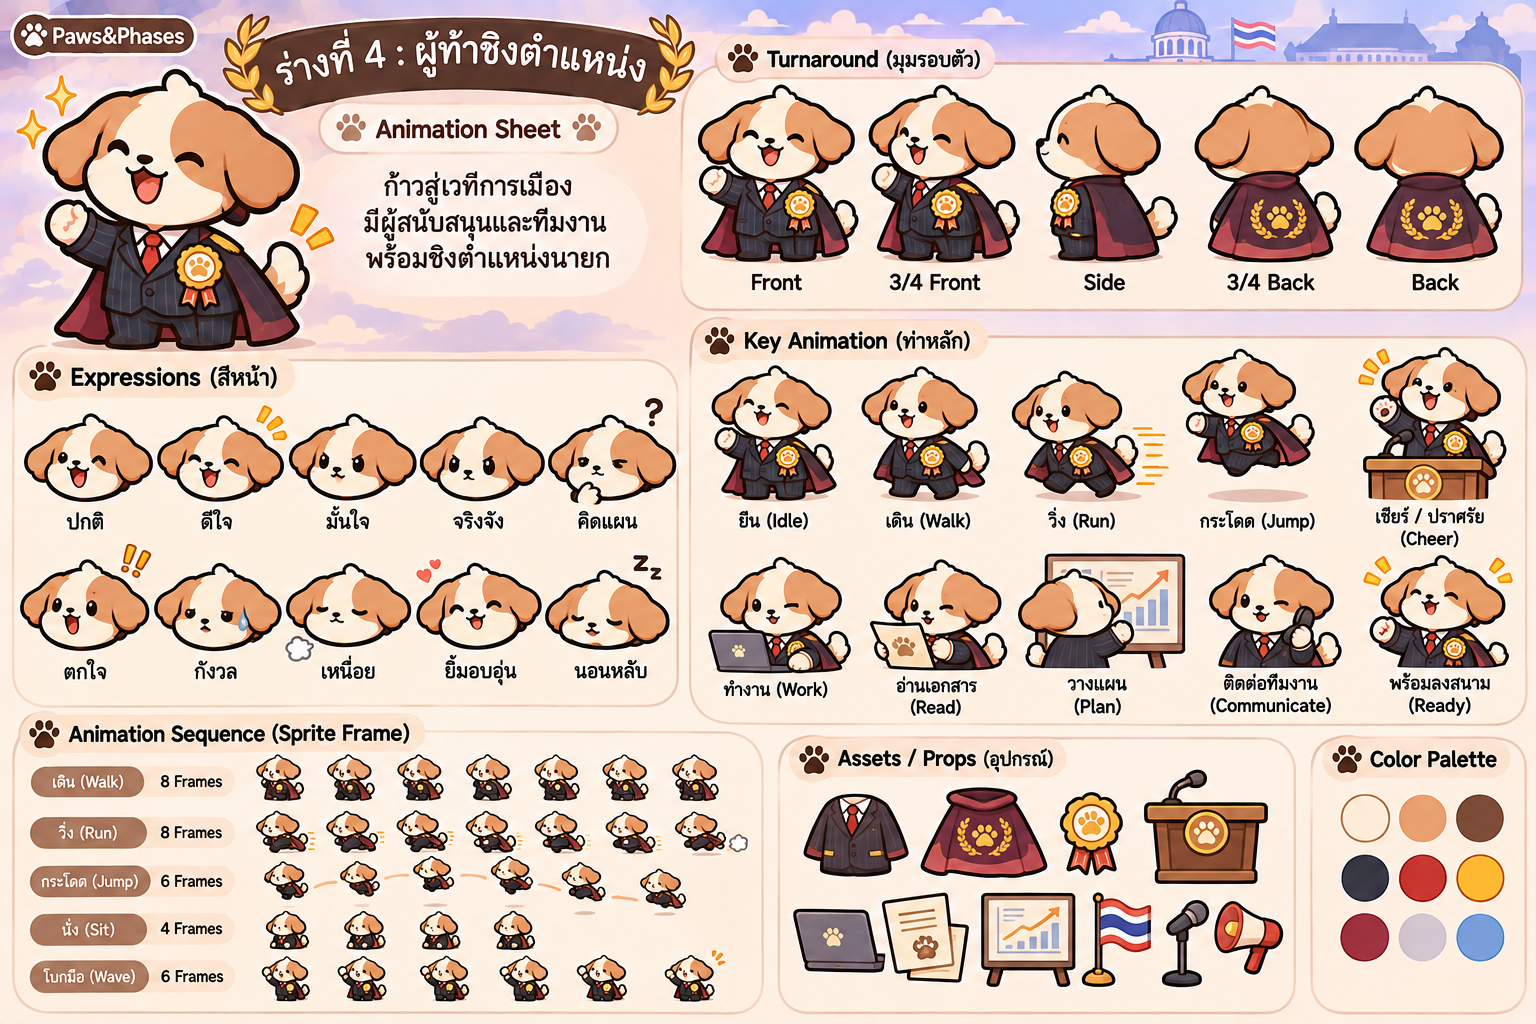 Paws&Phases
ร่างที่ 4 : ผู้ท้าชิงตำแหน่ง
Animation Sheet
ก้าวสู่เวทีการเมือง
มีผู้สนับสนุนและทีมงาน
พร้อมชิงตำแหน่งนายก
Turnaround (มุมรอบตัว)
Front
3/4 Front
Side
3/4 Back
Back
Expressions (สีหน้า)
?
ปกติ
ดีใจ
มั้นใจ
จริงจัง
คิดแผน
!!
zz
ตกใจ
กังวล
เหนื่อย
ยิ้มอบอุ่น
นอนหลับ
Key Animation (ท่าหลัก)
ยืน (Idle)
เดิน (Walk)
วิ่ง (Run)
กระโดด (Jump)
เชียร์ / ปราศรัย
(Cheer)
ทำงาน (Work)
อ่านเอกสาร
(Read)
วางแผน
(Plan)
ติดต่อทีมงาน
(Communicate)
พร้อมลงสนาม
(Ready)
Animation Sequence (Sprite Frame)
เดิน (Walk) 8 Frames
วิ่ง (Run) 8 Frames
กระโดด (Jump) 6 Frames
นั่ง (Sit) 4 Frames
โบกมือ (Wave) 6 Frames
Assets / Props (อุปกรณ์)
Color Palette